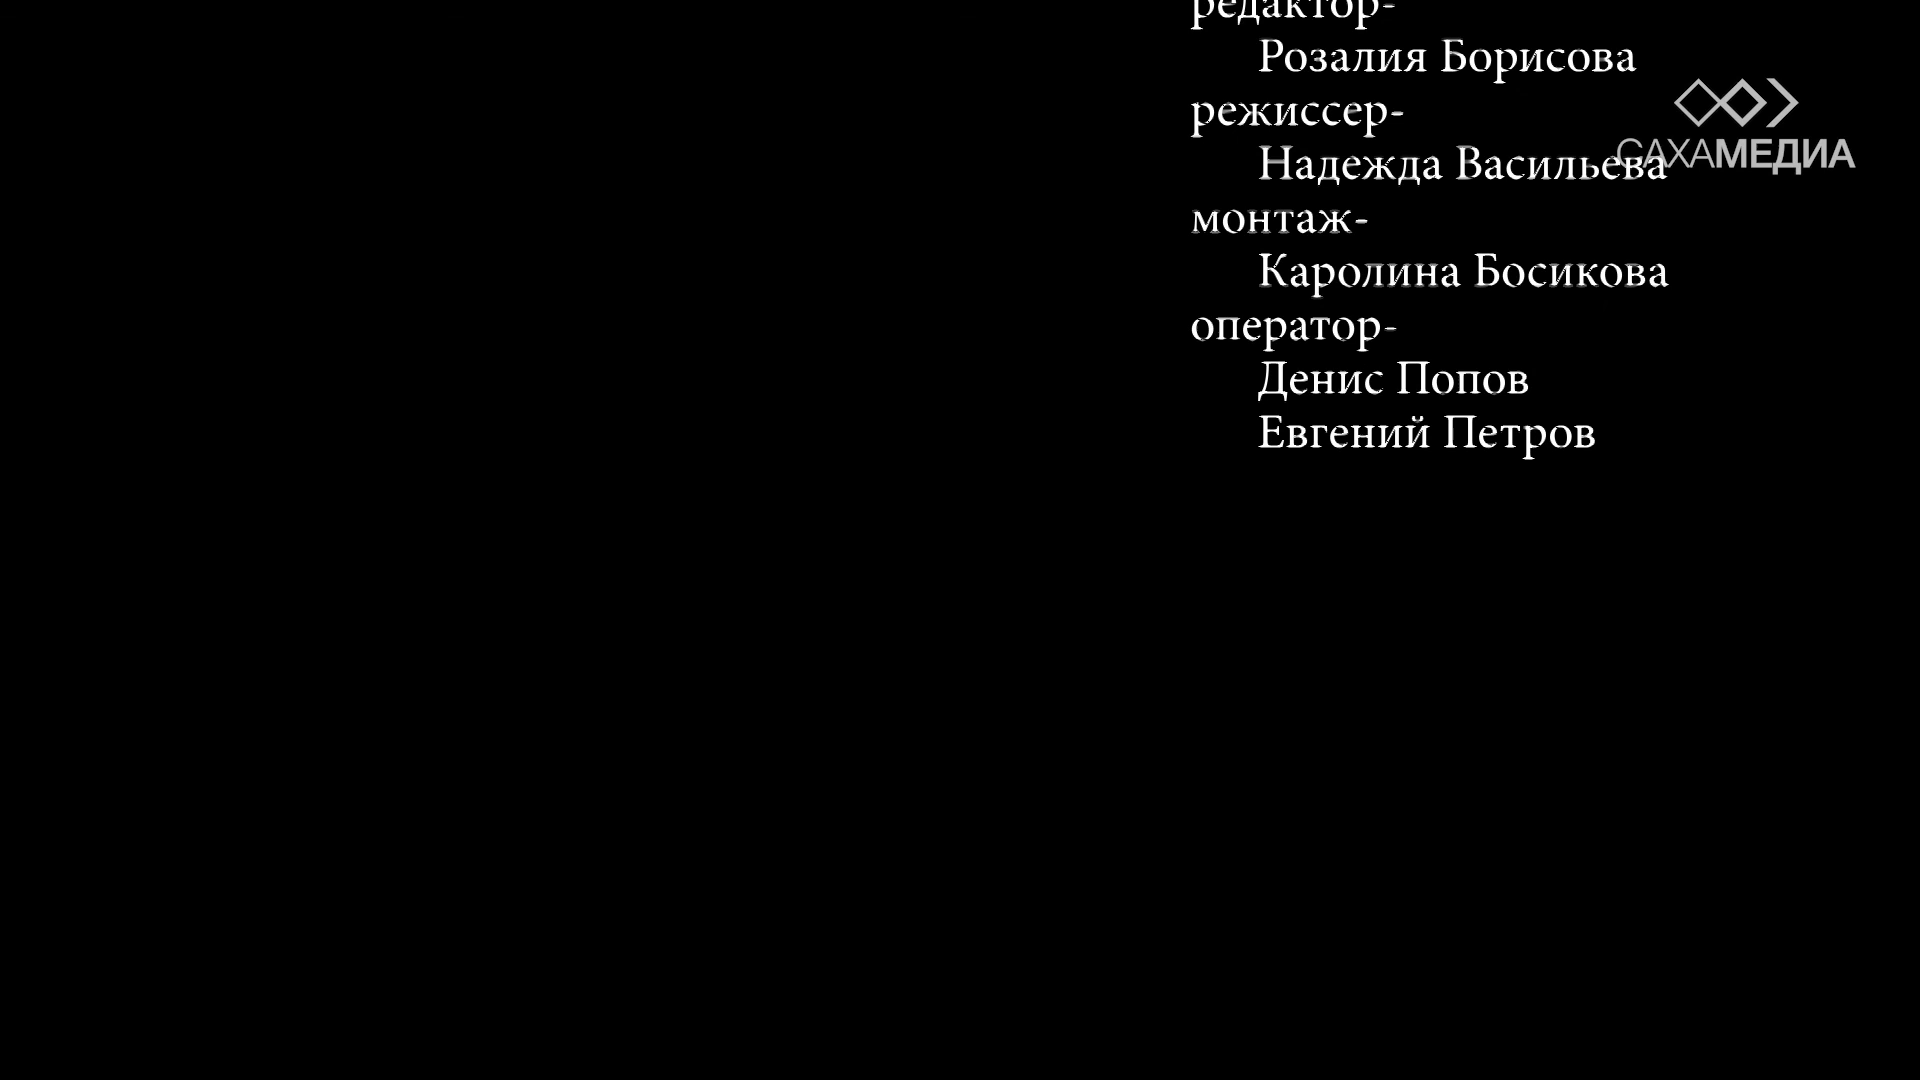 редактор-
Розалия Борисова
режиссер-
Надежда Васильева
САХАМЕДИА
монтаж-
Каролина Босикова
оператор-
Денис Попов
Евгений Петров